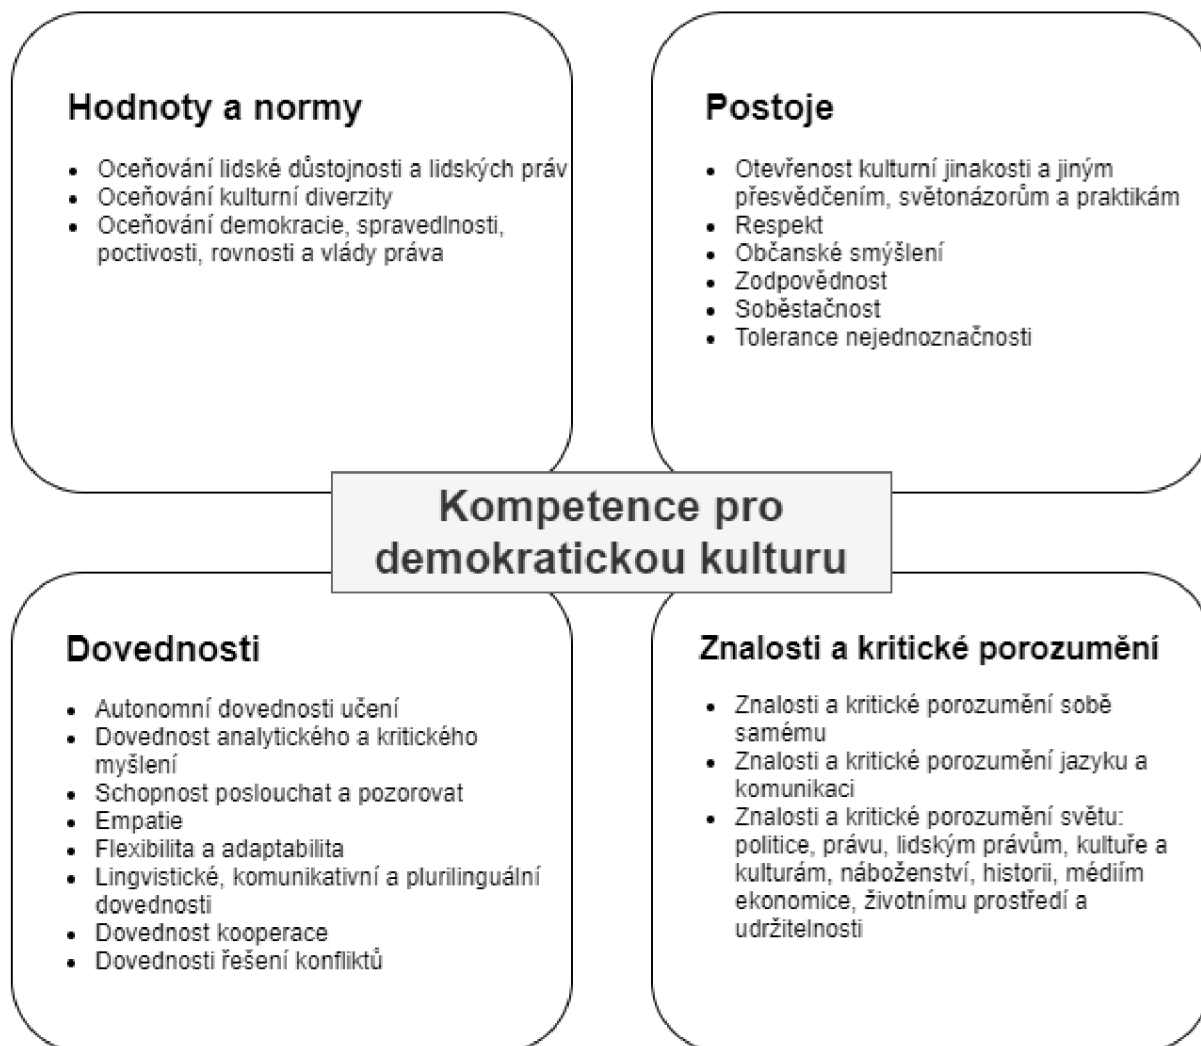 Hodnoty a normy
• Oceňování lidské důstojnosti a lidských práv
• Oceňování kulturní diverzity
• Oceňování demokracie, spravedlnosti,
poctivosti, rovnosti a vlády práva
Postoje
• Otevřenost kulturní jinakosti a jiným
přesvědčením, světonázorům a praktikám
• Respekt
• Občanské smýšlení
• Zodpovědnost
• Soběstačnost
• Tolerance nejednoznačnosti
Kompetence pro
demokratickou kulturu
Dovednosti
• Autonomní dovednosti učení
• Dovednost analytického a kritického
myšlení
• Schopnost poslouchat a pozorovat
• Empatie
• Flexibilita a adaptabilita
• Lingvistické, komunikativní a plurilinguální
dovednosti
• Dovednost kooperace
• Dovednosti řešení konfliktů
Znalosti a kritické porozumění
• Znalosti a kritické porozumění sobě
samému
• Znalosti a kritické porozumění jazyku a
komunikaci
• Znalosti a kritické porozumění světu:
politice, právu, lidským právům, kultuře a
kulturám, náboženství, historii, médiím
ekonomice, životnímu prostředí a
udržitelnosti